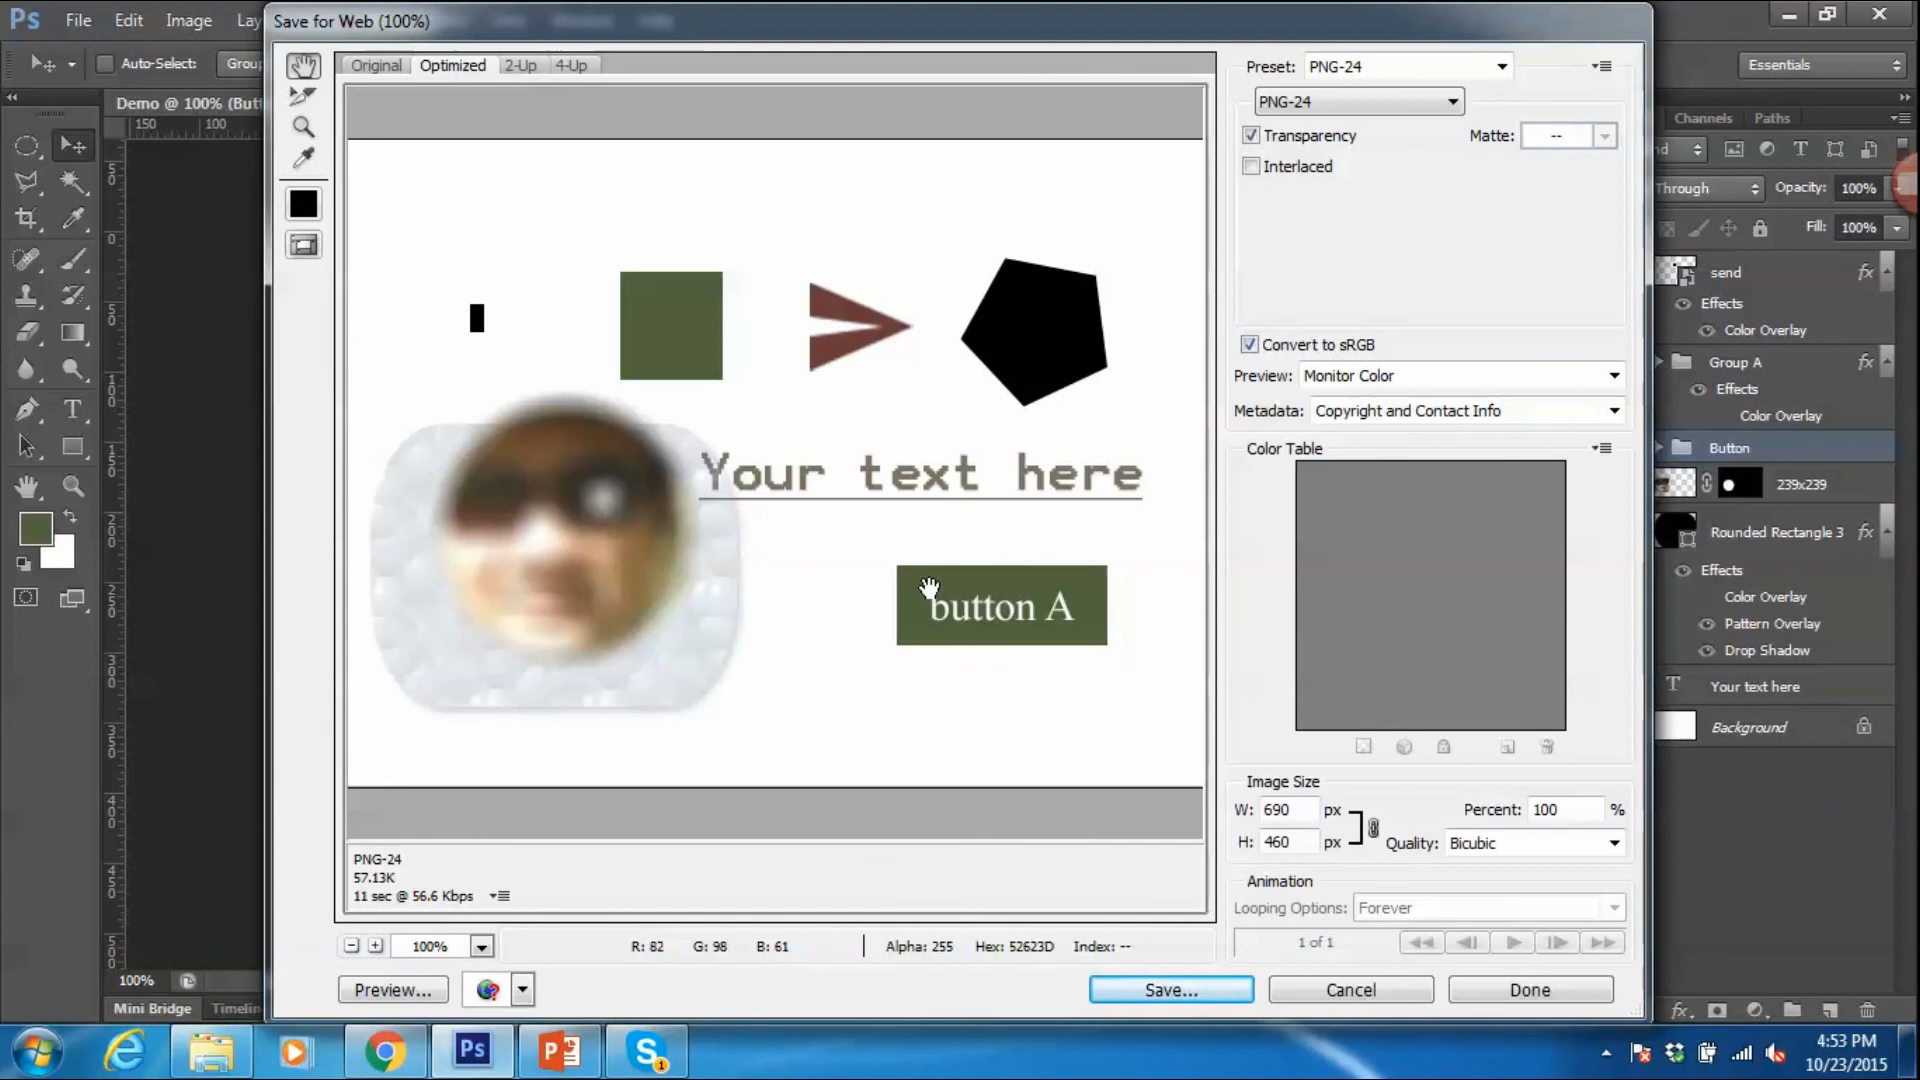 Ps File Edit Image Lay
Save for Web (100%)
Auto-Select: Grou
Essentials
Demo @ 100% (But
150 100
Original Optimized 2-Up 4-Up
Preset: PNG-24
PNG-24
Transparency Matte: --
Interlaced
Convert to sRGB
Preview: Monitor Color
Metadata: Copyright and Contact Info
Color Table
Image Size
W: 690 px Percent: 100 %
H: 460 px Quality: Bicubic
Animation
Looping Options: Forever
1 of 1
Your text here
button A
PNG-24
57.13K
11 sec @ 56.6 Kbps
100%
R: 82 G: 98 B: 61 Alpha: 255 Hex: 52623D Index: --
Preview... Save... Cancel Done
Channels Paths
Through Opacity: 100%
Fill: 100%
send fx
Effects
Color Overlay
Group A fx
Effects
Color Overlay
Button
239x239
Rounded Rectangle 3 fx
Effects
Color Overlay
Pattern Overlay
Drop Shadow
T Your text here
Background
100%
Mini Bridge Timelin
4:53 PM
10/23/2015